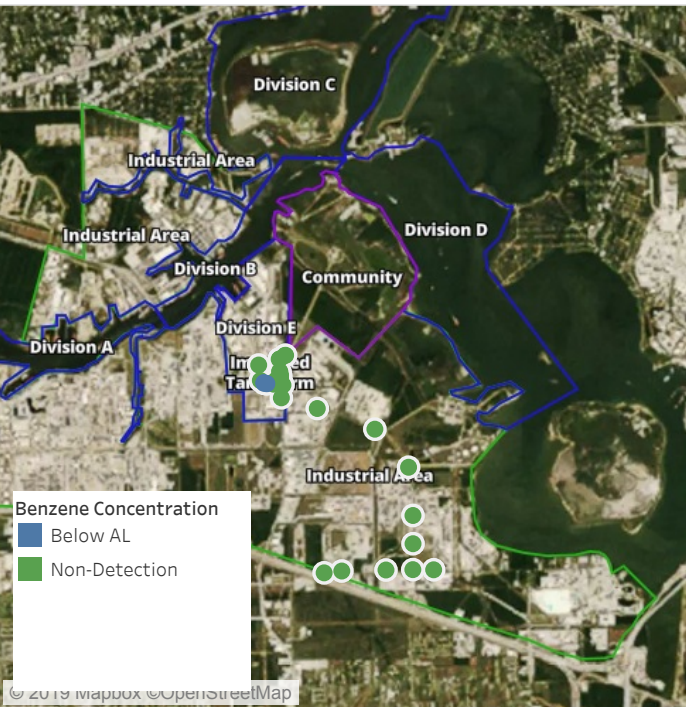 Division C
Industrial Area
Division D
Industrial Area
Division B
Community
Division E
Division A
Industrial Area
Benzene Concentration
Below AL
Non-Detection
© 2019 Mapbox ©OpenStreetMap